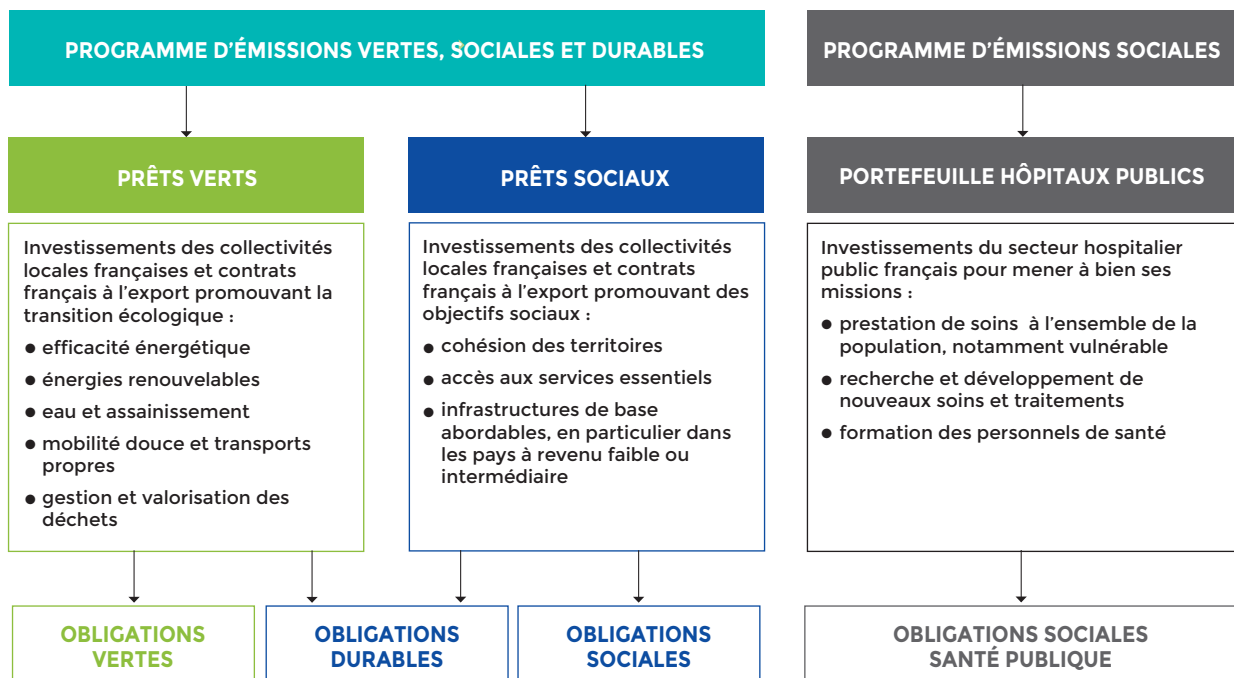 PROGRAMME D’ÉMISSIONS VERTES, SOCIALES ET DURABLES
PRÊTS VERTS
Investissements des collectivités
locales françaises et contrats
français à l’export promouvant la
transition écologique :
● efficacité énergétique
● énergies renouvelables
● eau et assainissement
● mobilité douce et transports
propres
● gestion et valorisation des
déchets
PRÊTS SOCIAUX
Investissements des collectivités
locales françaises et contrats
français à l’export promouvant des
objectifs sociaux :
● cohésion des territoires
● accès aux services essentiels
● infrastructures de base
abordables, en particulier dans
les pays à revenu faible ou
intermédiaire
OBLIGATIONS
VERTES
OBLIGATIONS
DURABLES
OBLIGATIONS
SOCIALES
PROGRAMME D’ÉMISSIONS SOCIALES
PORTEFEUILLE HÔPITAUX PUBLICS
Investissements du secteur hospitalier
public français pour mener à bien ses
missions :
● prestation de soins à l’ensemble de la
population, notamment vulnérable
● recherche et développement de
nouveaux soins et traitements
● formation des personnels de santé
OBLIGATIONS SOCIALES
SANTÉ PUBLIQUE